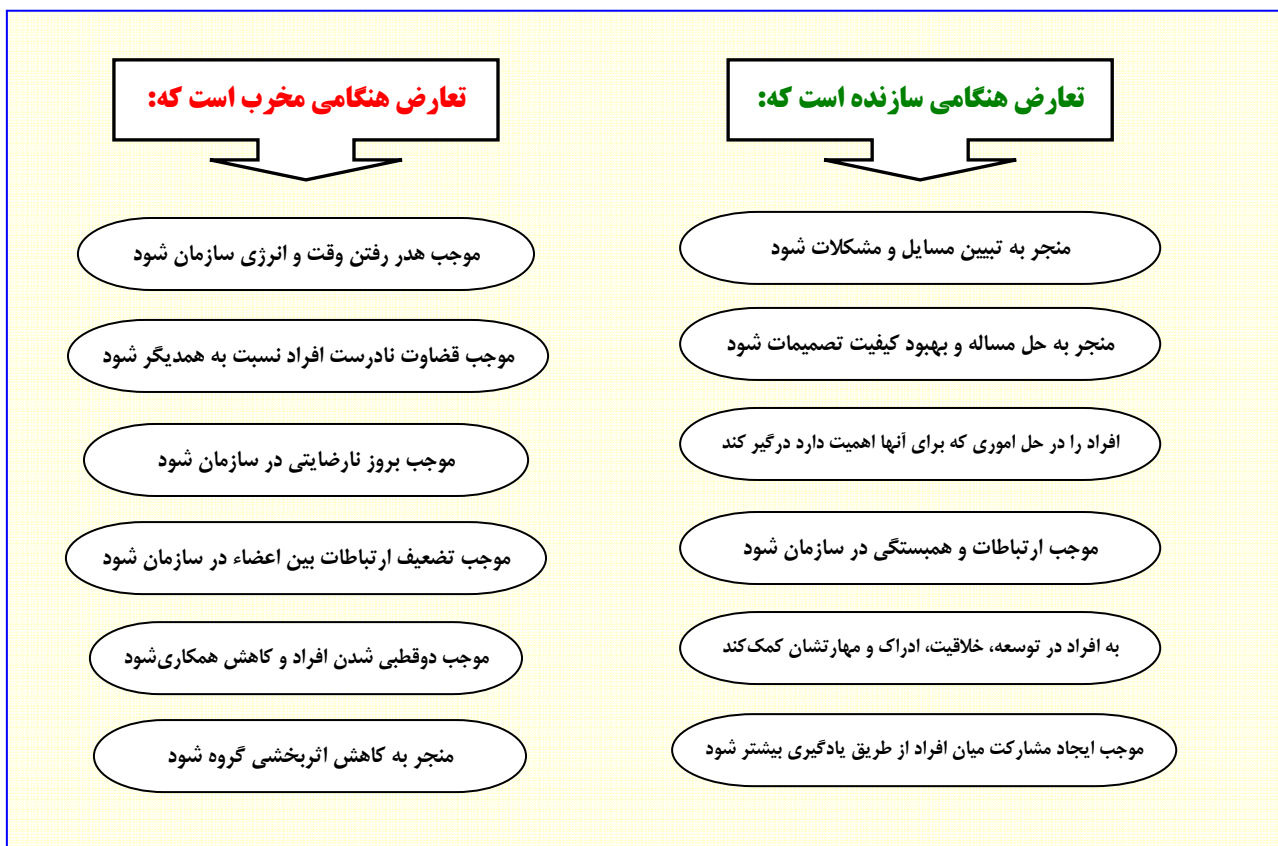 تعارض هنگامی سازنده است که:
منجر به تبیین مسایل و مشکلات شود
منجر به حل مساله و بهبود کیفیت تصمیمات شود
افراد را در حل اموری که برای آنها اهمیت دارد درگیر کند
موجب ارتباطات و همبستگی در سازمان شود
به افراد در توسعه، خلاقیت، ادراک و مهارتشان کمک‌کند
موجب ایجاد مشارکت میان افراد از طریق یادگیری بیشتر شود
تعارض هنگامی مخرب است که:
موجب هدر رفتن وقت و انرژی سازمان شود
موجب قضاوت نادرست افراد نسبت به همدیگر شود
موجب بروز نارضایتی در سازمان شود
موجب تضعیف ارتباطات بین اعضاء در سازمان شود
موجب دوقطبی شدن افراد و کاهش همکاری‌شود
منجر به کاهش اثربخشی گروه شود